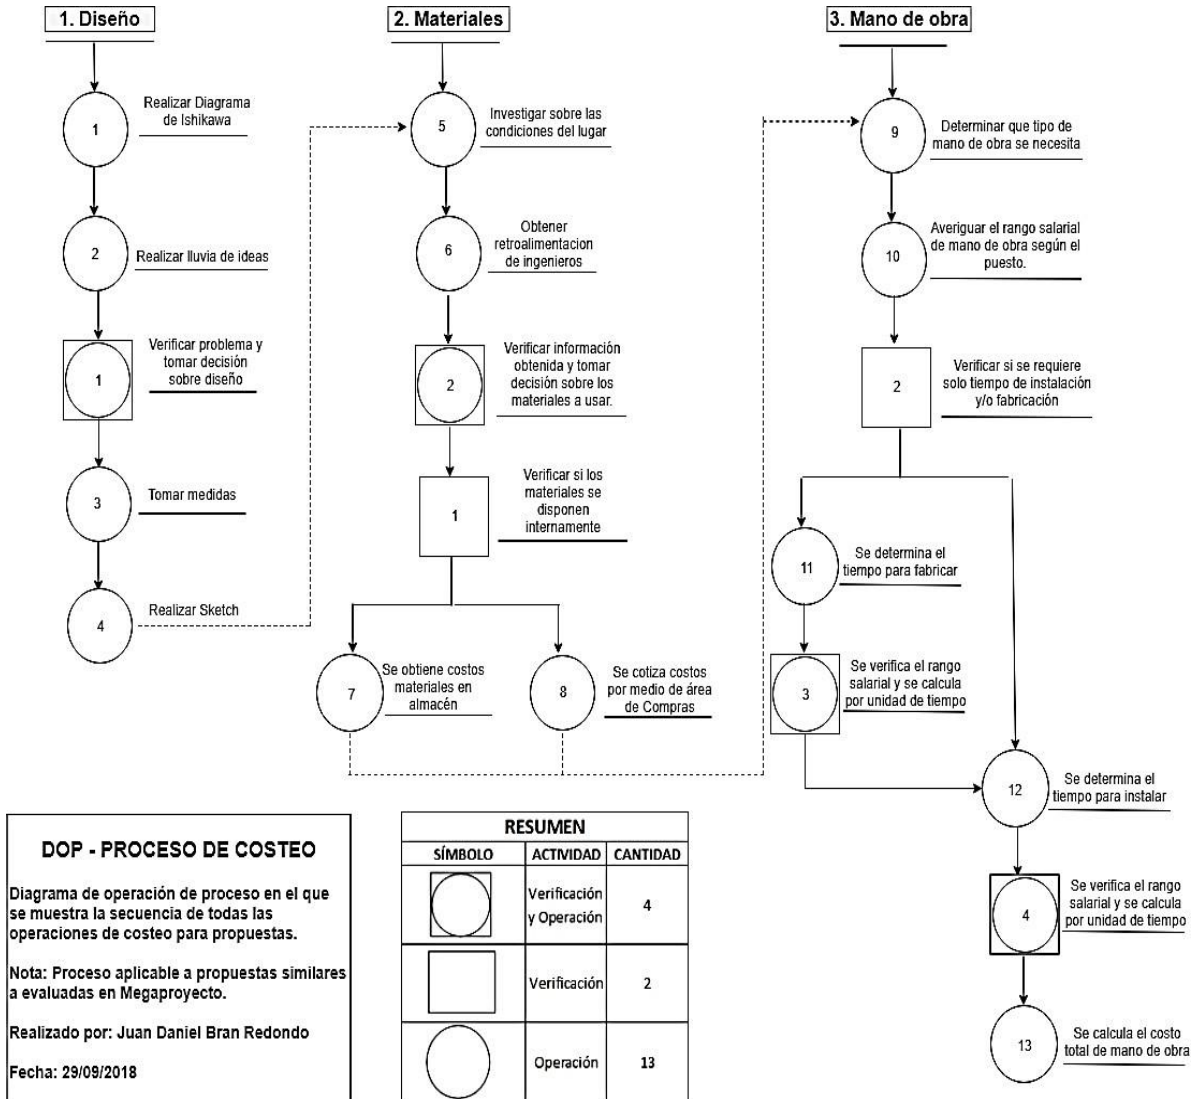 1. Diseño
1
Realizar Diagrama
de Ishikawa
2
Realizar lluvia de ideas
1
Verificar problema y
tomar decisión
sobre diseño
3
Tomar medidas
4
Realizar Sketch
2. Materiales
5
Investigar sobre las
condiciones del lugar
6
Obtener
retroalimentacion
de ingenieros
2
Verificar información
obtenida y tomar
decisión sobre los
materiales a usar.
1
Verificar si los
materiales se
disponen
internamente
7
Se obtiene costos
materiales en
almacén
8
Se cotiza costos
por medio de área
de Compras
3. Mano de obra
9
Determinar que tipo de
mano de obra se necesita
10
Averiguar el rango salarial
de mano de obra según el
puesto.
2
Verificar si se requiere
solo tiempo de instalación
y/o fabricación
11
Se determina el
tiempo para fabricar
3
Se verifica el rango
salarial y se calcula
por unidad de tiempo
12
Se determina el
tiempo para instalar
4
Se verifica el rango
salarial y se calcula
por unidad de tiempo
13
Se calcula el costo
total de mano de obra
DOP - PROCESO DE COSTEO
Diagrama de operación de proceso en el que
se muestra la secuencia de todas las
operaciones de costeo para propuestas.
Nota: Proceso aplicable a propuestas similares
a evaluadas en Megaproyecto.
Realizado por: Juan Daniel Bran Redondo
Fecha: 29/09/2018
RESUMEN
SÍMBOLO ACTIVIDAD CANTIDAD
Verificación
y Operación 4
Verificación 2
Operación 13